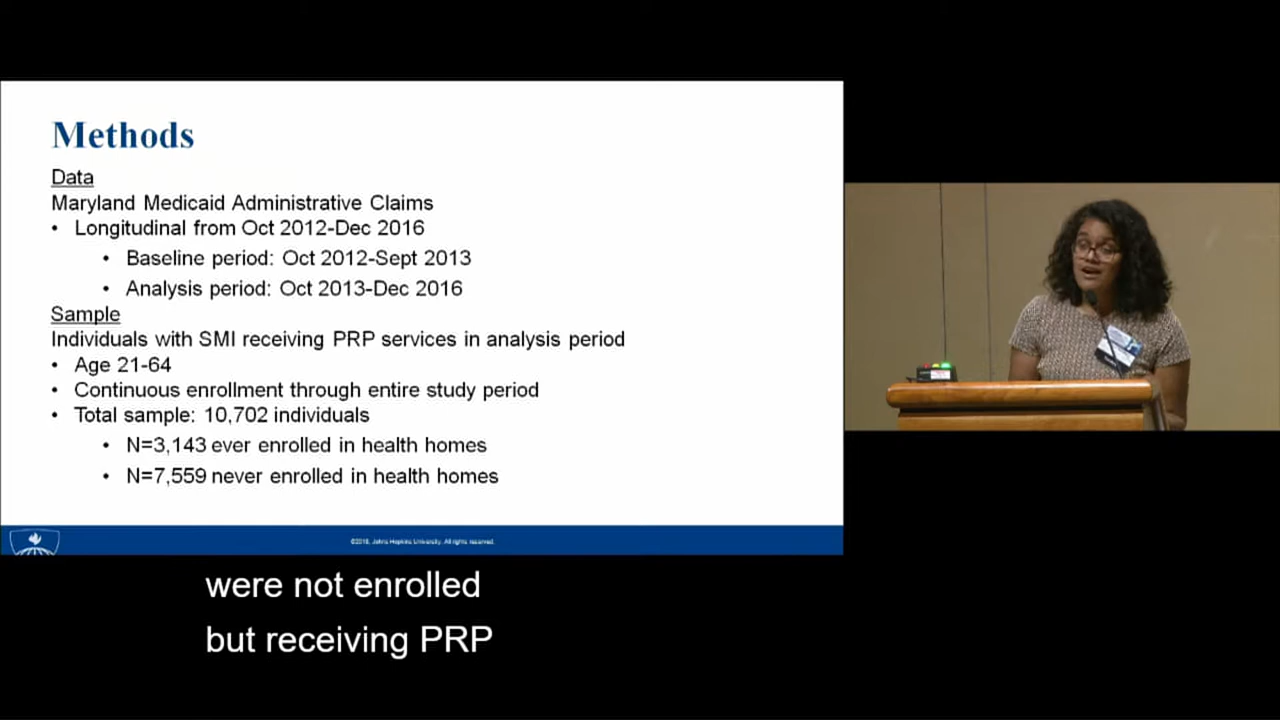 Methods
Data
Maryland Medicaid Administrative Claims
• Longitudinal from Oct 2012-Dec 2016
• Baseline period: Oct 2012-Sept 2013
• Analysis period: Oct 2013-Dec 2016
Sample
Individuals with SMI receiving PRP services in analysis period
• Age 21-64
• Continuous enrollment through entire study period
• Total sample: 10,702 individuals
• N=3,143 ever enrolled in health homes
• N=7,559 never enrolled in health homes
Johns Hopkins University. All rights reserved.
were not enrolled
but receiving PRP